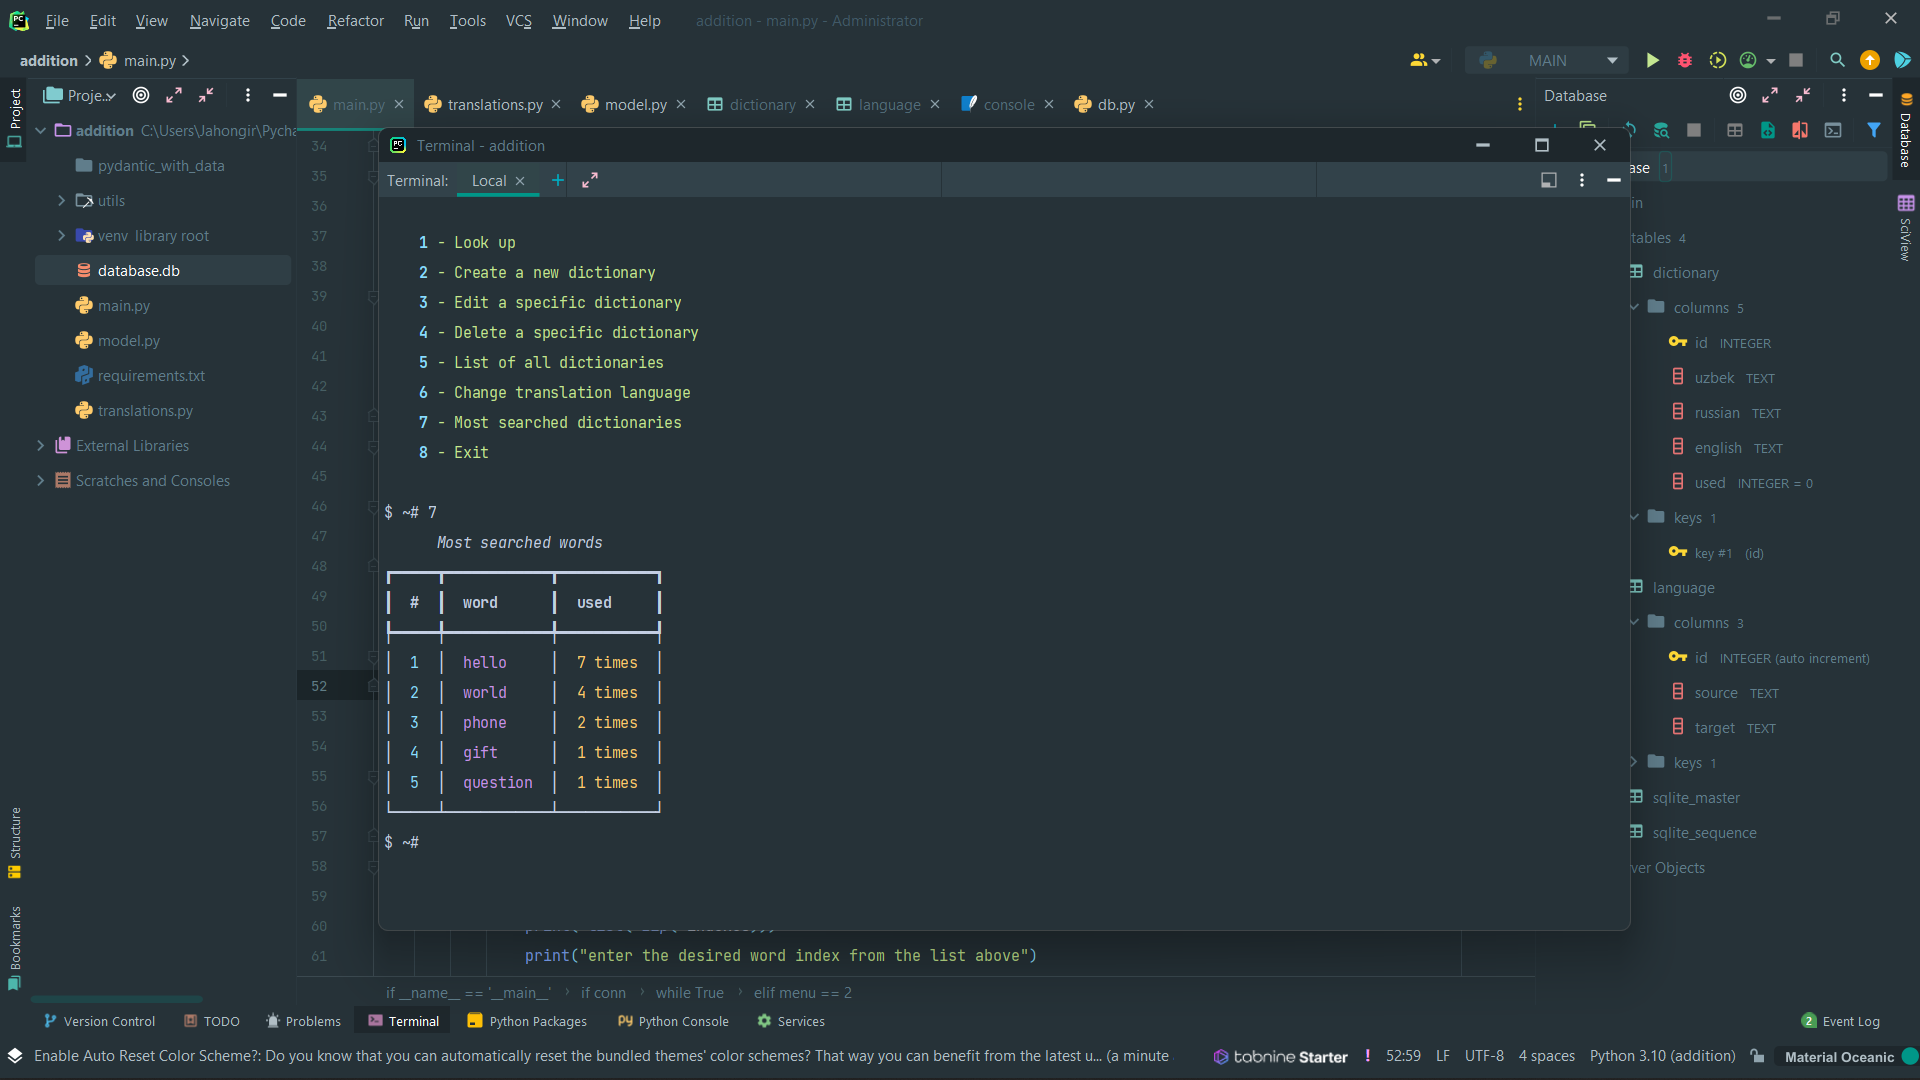 File Edit View Navigate Code Refactor Run Tools VCS Window Help addition - main.py - Administrator
addition main.py MAIN
Project
Proje..
addition C:\Users\Jahongir\Pycha
pydantic_with_data
utils
venv library root
database.db
main.py
model.py
requirements.txt
translations.py
External Libraries
Scratches and Consoles
Structure
Bookmarks
main.py translations.py model.py dictionary language console db.py
34
35
36
37
38
39
40
41
42
43
44
45
46
47
48
49
50
51
52
53
54
55
56
57
58
59
60
61
Terminal - addition
Terminal: Local
1 - Look up
2 - Create a new dictionary
3 - Edit a specific dictionary
4 - Delete a specific dictionary
5 - List of all dictionaries
6 - Change translation language
7 - Most searched dictionaries
8 - Exit
$ ~# 7
Most searched words
# word used
1 hello 7 times
2 world 4 times
3 phone 2 times
4 gift 1 times
5 question 1 times
$ ~#
print("enter the desired word index from the list above")
if __name__ == '__main__' if conn while True elif menu == 2
Database
ase 1
in
tables 4
dictionary
columns 5
id INTEGER
uzbek TEXT
russian TEXT
english TEXT
used INTEGER = 0
keys 1
key #1 (id)
language
columns 3
id INTEGER (auto increment)
source TEXT
target TEXT
keys 1
sqlite_master
sqlite_sequence
ver Objects
Database
SciView
Version Control TODO Problems Terminal Python Packages Python Console Services 2 Event Log
Enable Auto Reset Color Scheme?: Do you know that you can automatically reset the bundled themes' color schemes? That way you can benefit from the latest u... (a minute tabnine Starter ! 52:59 LF UTF-8 4 spaces Python 3.10 (addition) Material Oceanic